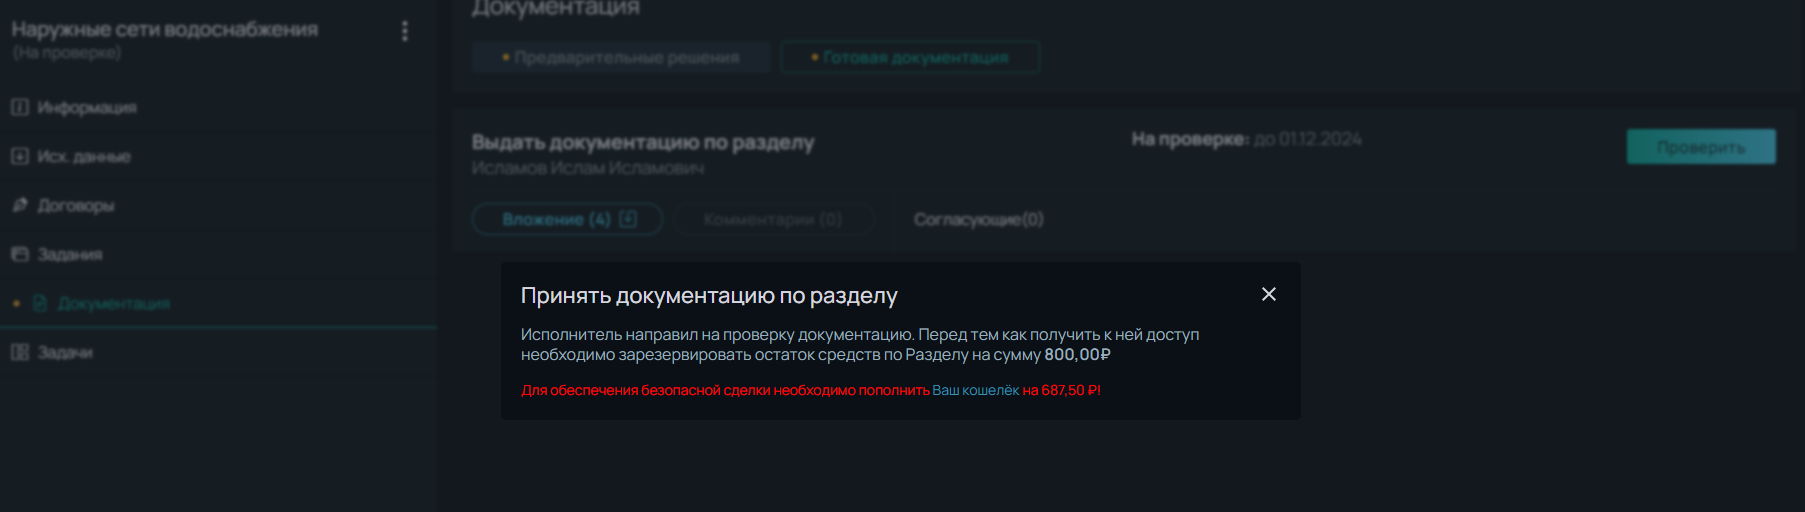 Документация
Наружные сети водоснабжения
(На проверке)
Предварительные решения
Готовая документация
Информация
Исх. данные
Договоры
Задания
Документация
Задачи
Выдать документацию по разделу
Исламов Ислам Исламович
На проверке: до 01.12.2024
Проверить
Вложение (4)
Комментарии (0)
Согласующие(0)
Принять документацию по разделу
Исполнитель направил на проверку документацию. Перед тем как получить к ней доступ
необходимо зарезервировать остаток средств по Разделу на сумму 800,00₽
Для обеспечения безопасной сделки необходимо пополнить Ваш кошелёк на 687,50 ₽!